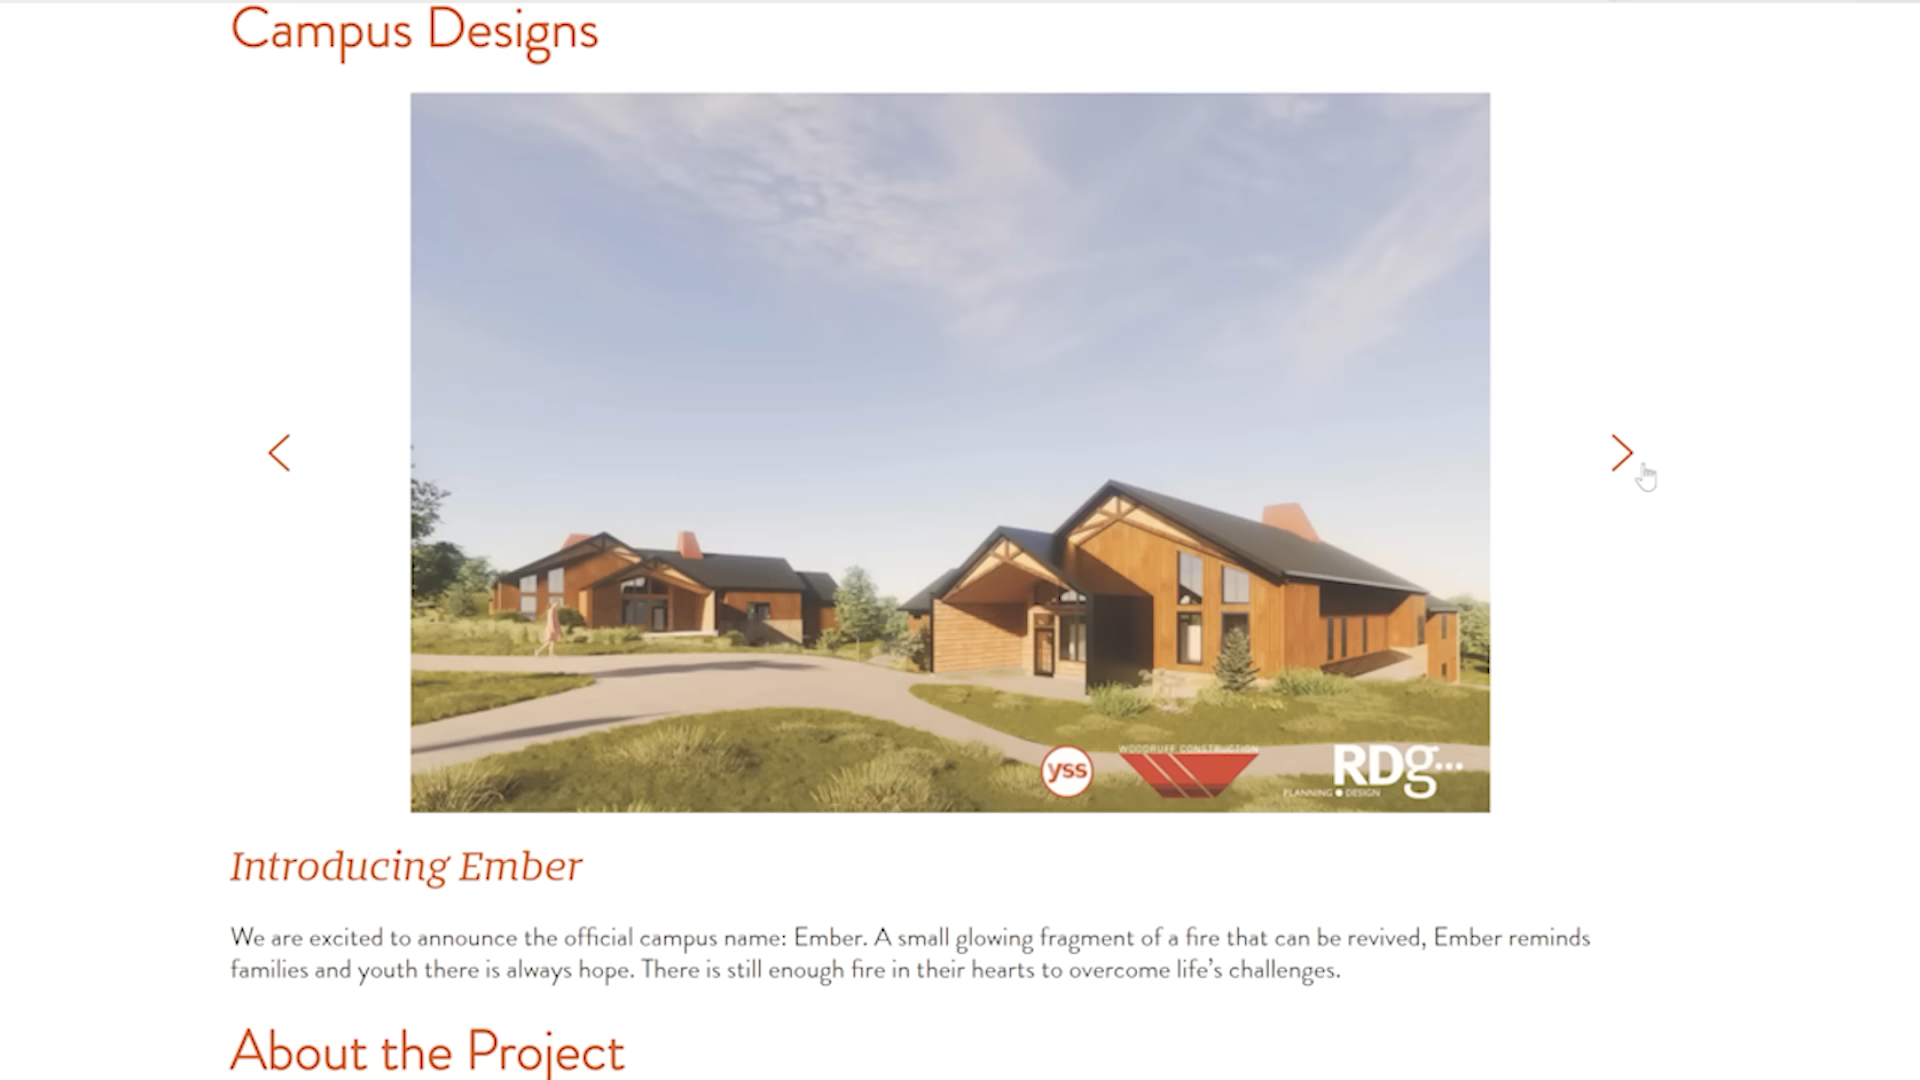 Campus Designs
yss
WOODRUFF CONSTRUCTION
RDg...
PLANNING • DESIGN
Introducing Ember
We are excited to announce the official campus name: Ember. A small glowing fragment of a fire that can be revived, Ember reminds
families and youth there is always hope. There is still enough fire in their hearts to overcome life's challenges.
About the Project